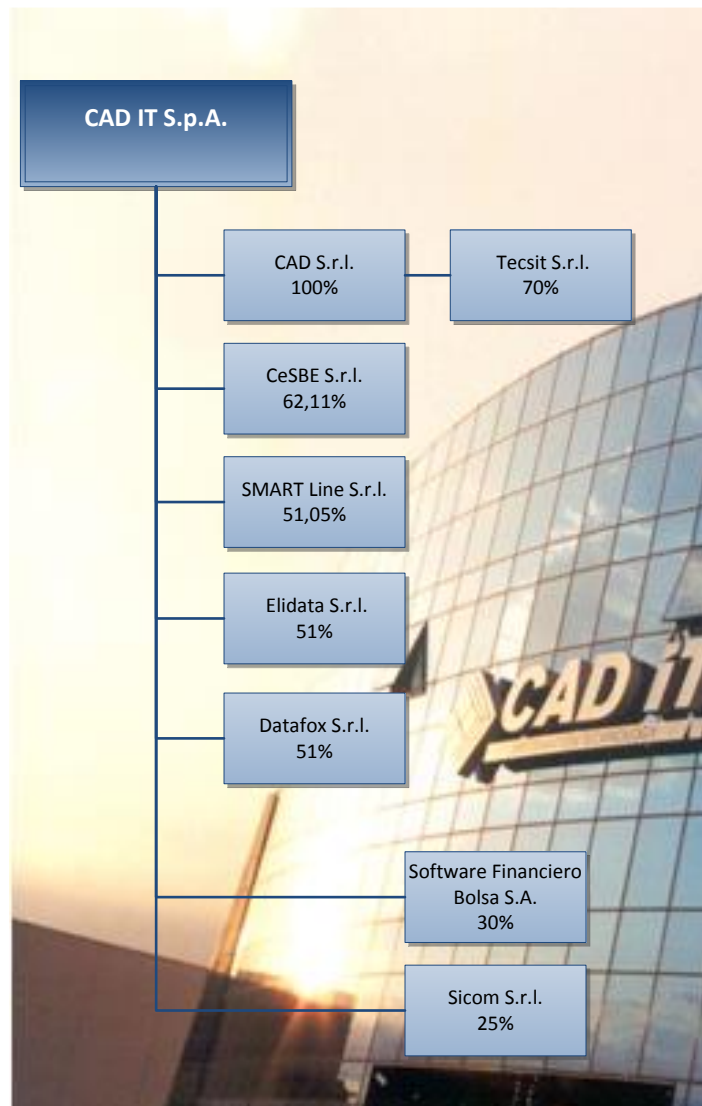 CAD IT S.p.A.
CAD S.r.l.
100%
Tecsit S.r.l.
70%
CeSBE S.r.l.
62,11%
SMART Line S.r.l.
51,05%
Elidata S.r.l.
51%
Datafox S.r.l.
51%
CAD iT
Software Financiero
Bolsa S.A.
30%
Sicom S.r.l.
25%